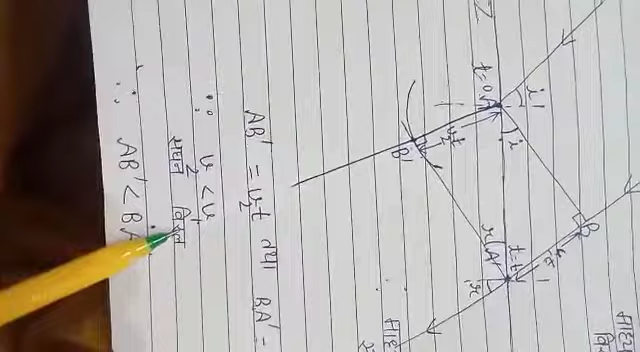 B
v₁t
i
i
t=0 A
t=t
A'
r
r
v₂t
B'
AB' = v₂t तथा BA' =
∵ v₂ < v₁
सघन विरल
∴ AB' < BA